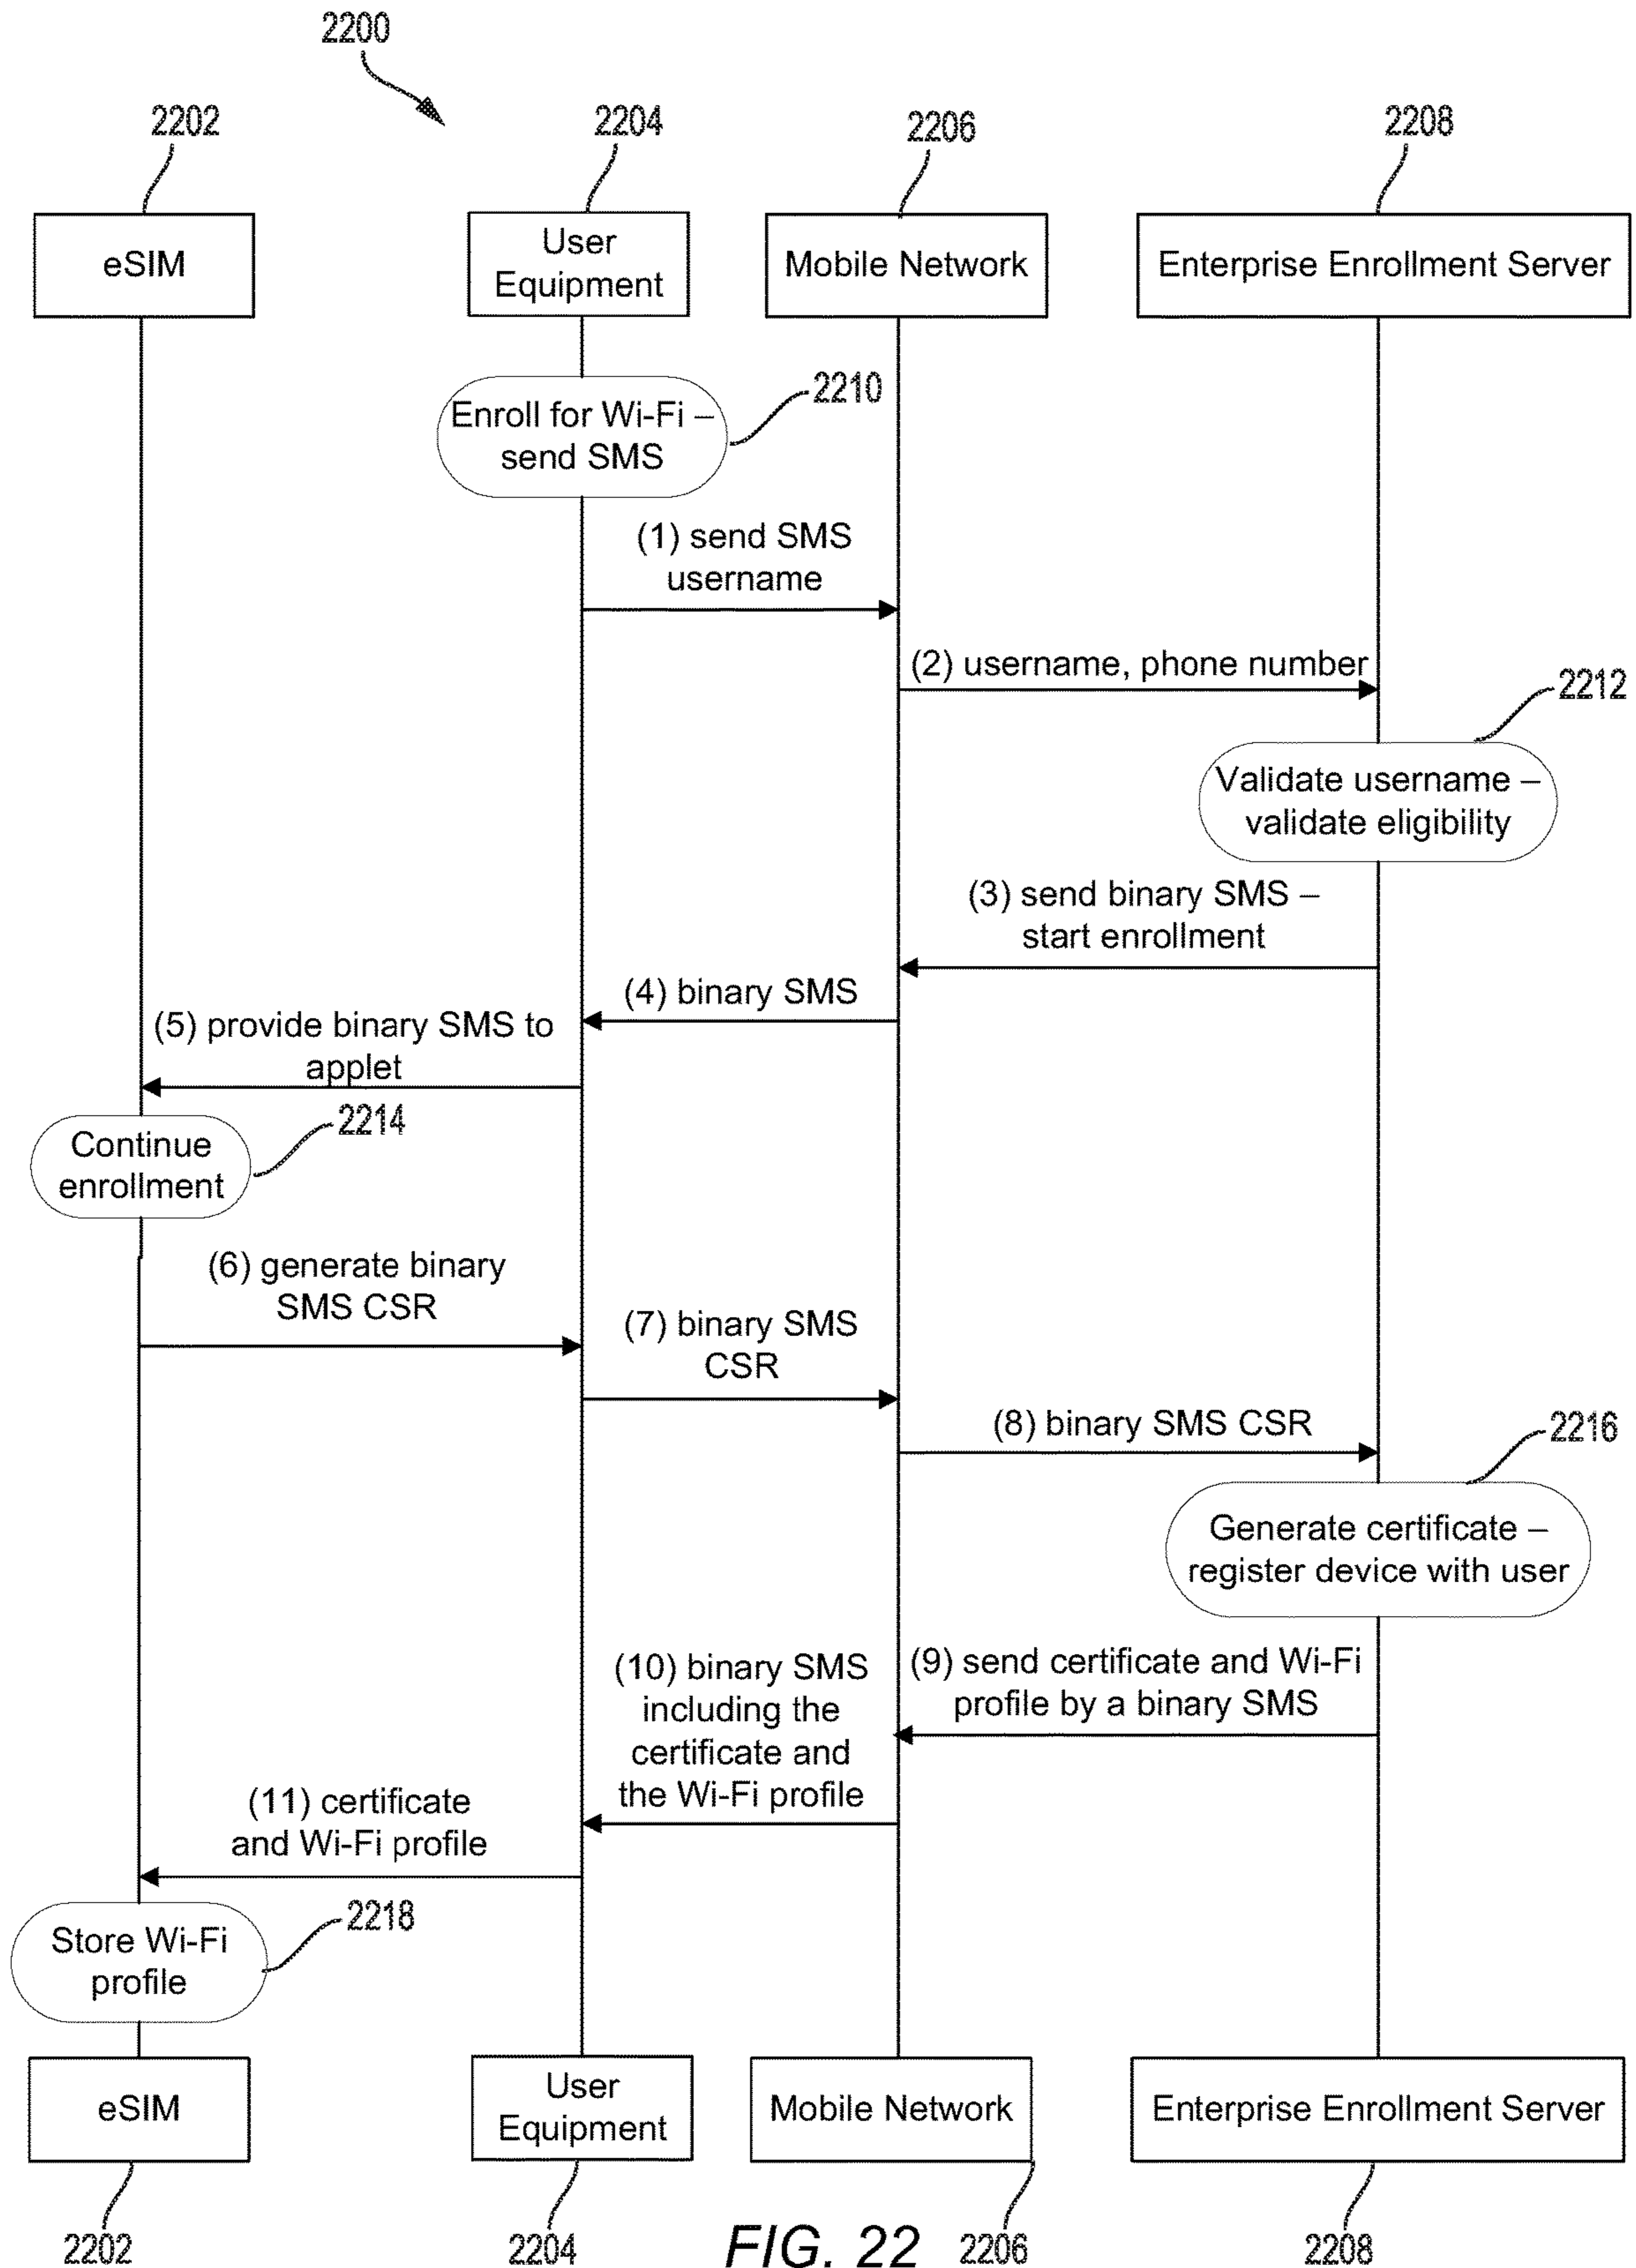 2200
2202
2204
2206
2208
eSIM
User
Equipment
Mobile Network
Enterprise Enrollment Server
Enroll for Wi-Fi –
send SMS
2210
(1) send SMS
username
(2) username, phone number
2212
Validate username –
validate eligibility
(3) send binary SMS –
start enrollment
(4) binary SMS
(5) provide binary SMS to
applet
2214
Continue
enrollment
(6) generate binary
SMS CSR
(7) binary SMS
CSR
(8) binary SMS CSR
2216
Generate certificate –
register device with user
(9) send certificate and Wi-Fi
profile by a binary SMS
(10) binary SMS
including the
certificate and
the Wi-Fi profile
(11) certificate
and Wi-Fi profile
2218
Store Wi-Fi
profile
eSIM
User
Equipment
Mobile Network
Enterprise Enrollment Server
2202
2204
FIG. 22
2206
2208